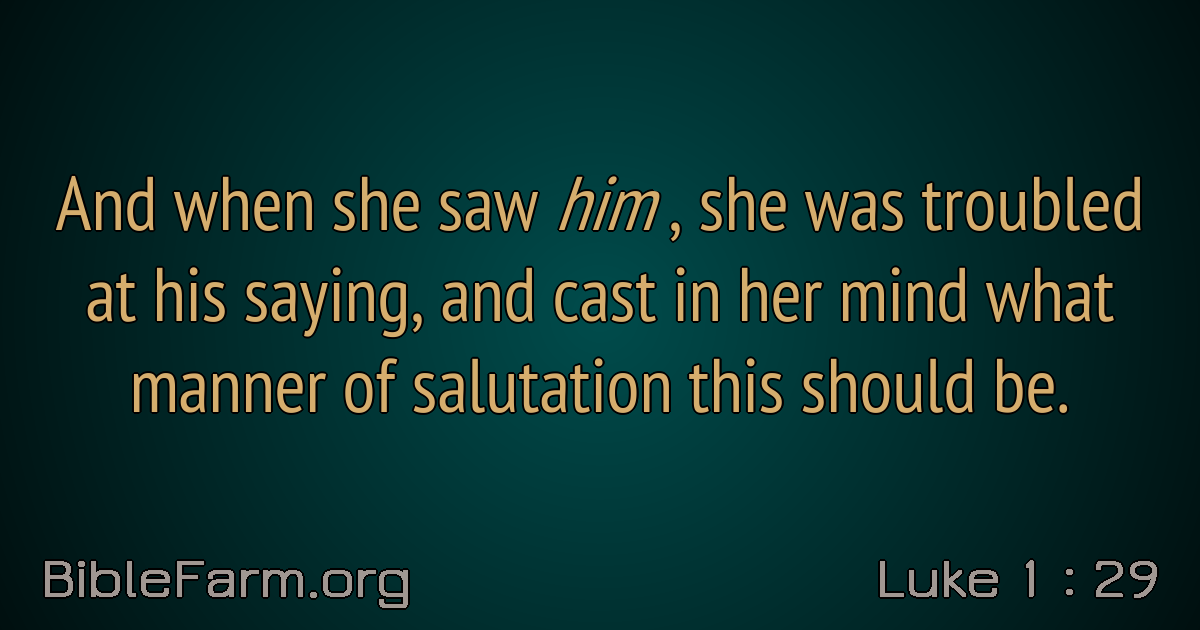 And when she saw him , she was troubled
at his saying, and cast in her mind what
manner of salutation this should be.
BibleFarm.org
Luke 1 : 29